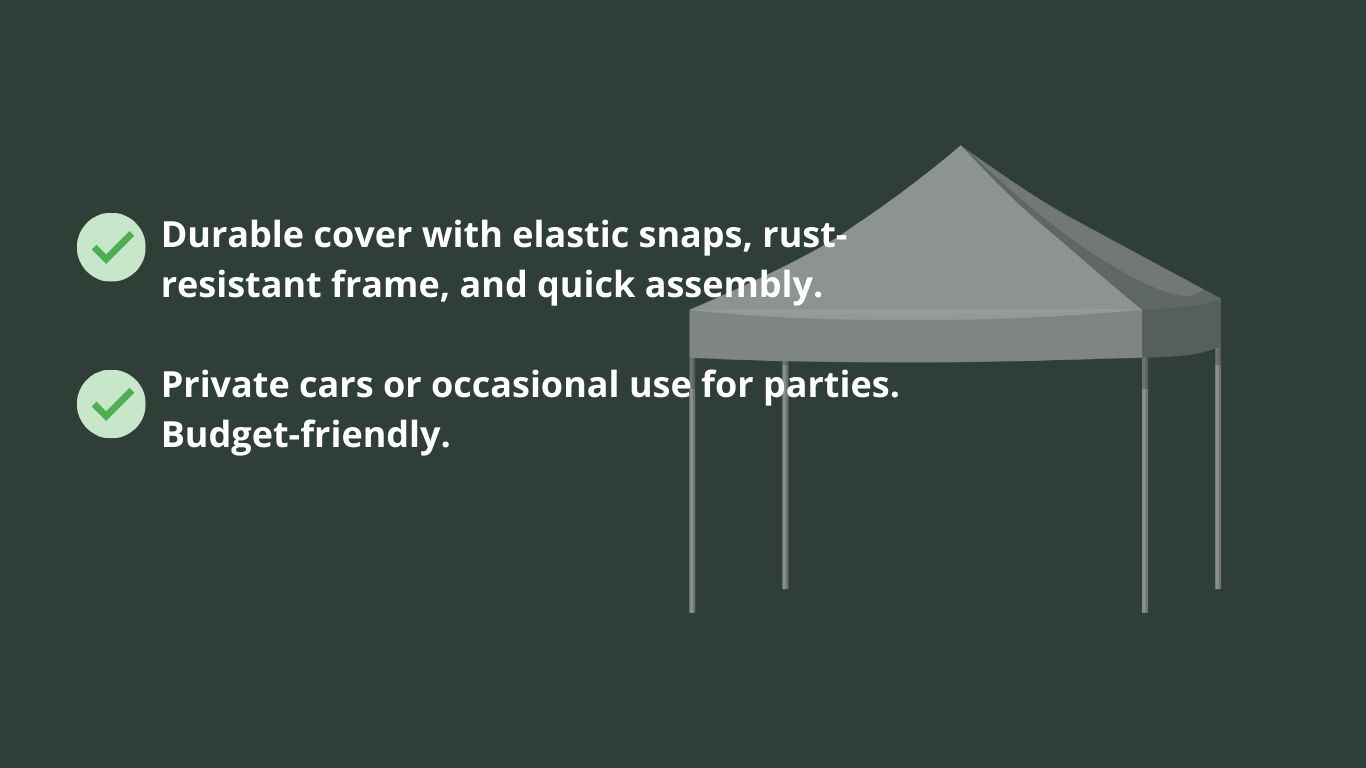 Durable cover with elastic snaps, rust-
resistant frame, and quick assembly.
Private cars or occasional use for parties.
Budget-friendly.